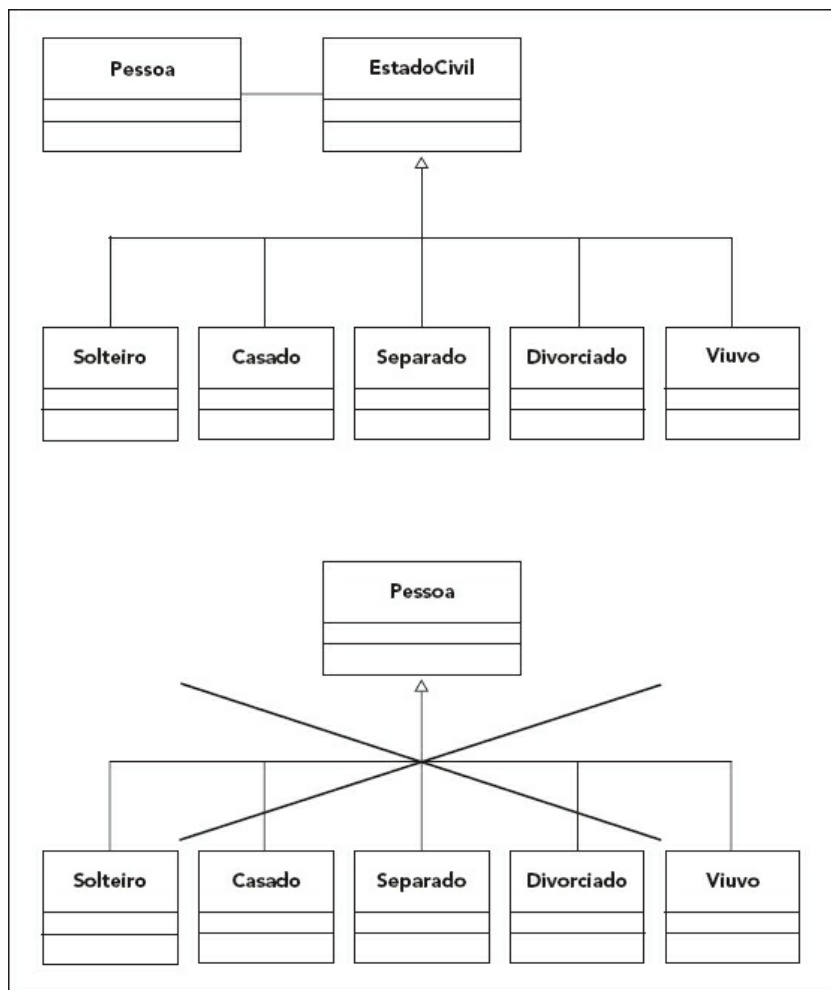 Pessoa
EstadoCivil
Solteiro
Casado
Separado
Divorciado
Viuvo
Pessoa
Solteiro
Casado
Separado
Divorciado
Viuvo